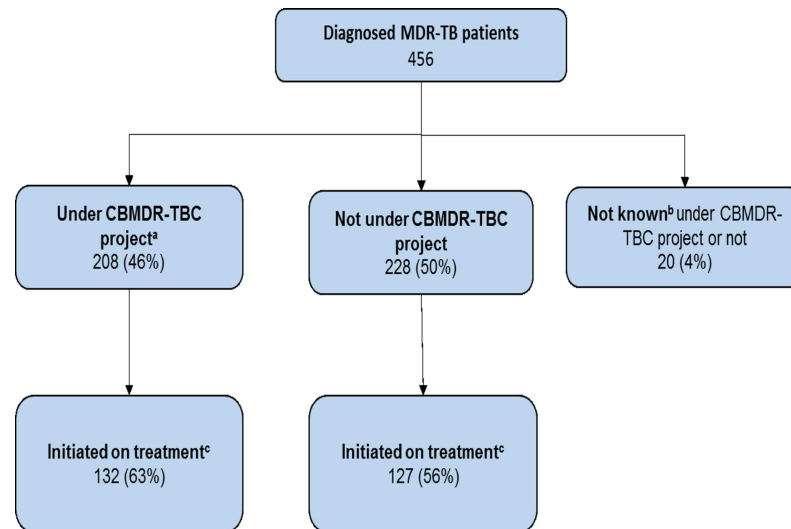 Diagnosed MDR-TB patients
456
Under CBMDR-TBC
projectᵃ
208 (46%)
Not under CBMDR-TBC
project
228 (50%)
Not knownᵇ under CBMDR-
TBC project or not
20 (4%)
Initiated on treatmentᶜ
132 (63%)
Initiated on treatmentᶜ
127 (56%)